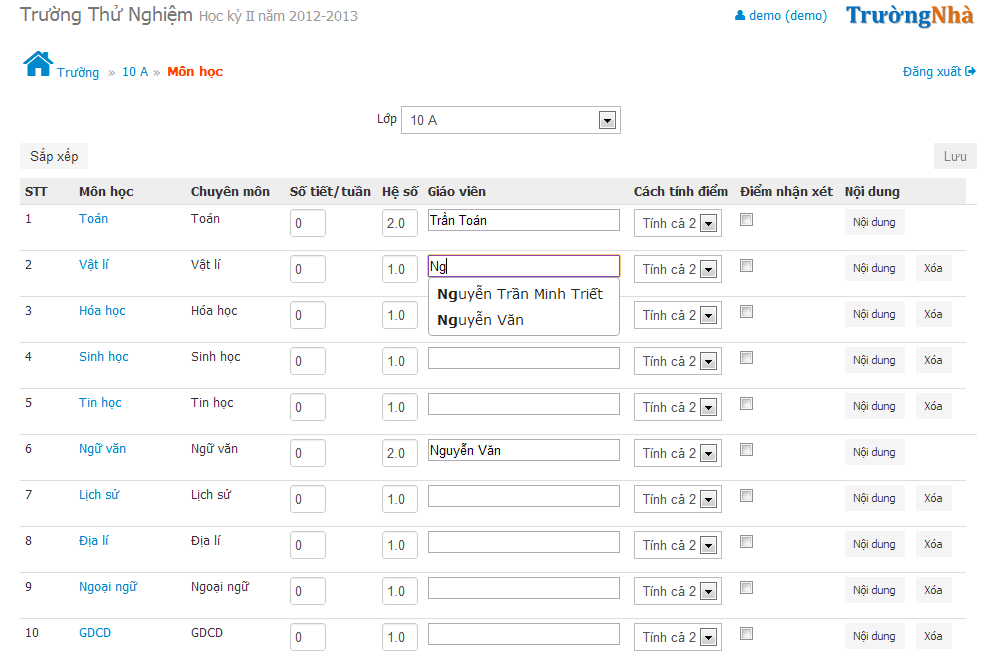 Trường Thử Nghiệm Học kỳ II năm 2012-2013 demo (demo) TrườngNhà
Trường » 10 A » Môn học Đăng xuất
Lớp 10 A
Sắp xếp Lưu
STT Môn học Chuyên môn Số tiết/tuần Hệ số Giáo viên Cách tính điểm Điểm nhận xét Nội dung
1 Toán Toán 0 2.0 Trần Toán Tính cả 2 Nội dung
2 Vật lí Vật lí 0 1.0 Ng Tính cả 2 Nội dung Xóa
Nguyễn Trần Minh Triết
Nguyễn Văn
3 Hóa học Hóa học 0 1.0 Tính cả 2 Nội dung Xóa
4 Sinh học Sinh học 0 1.0 Tính cả 2 Nội dung Xóa
5 Tin học Tin học 0 1.0 Tính cả 2 Nội dung Xóa
6 Ngữ văn Ngữ văn 0 2.0 Nguyễn Văn Tính cả 2 Nội dung
7 Lịch sử Lịch sử 0 1.0 Tính cả 2 Nội dung Xóa
8 Địa lí Địa lí 0 1.0 Tính cả 2 Nội dung Xóa
9 Ngoại ngữ Ngoại ngữ 0 1.0 Tính cả 2 Nội dung Xóa
10 GDCD GDCD 0 1.0 Tính cả 2 Nội dung Xóa